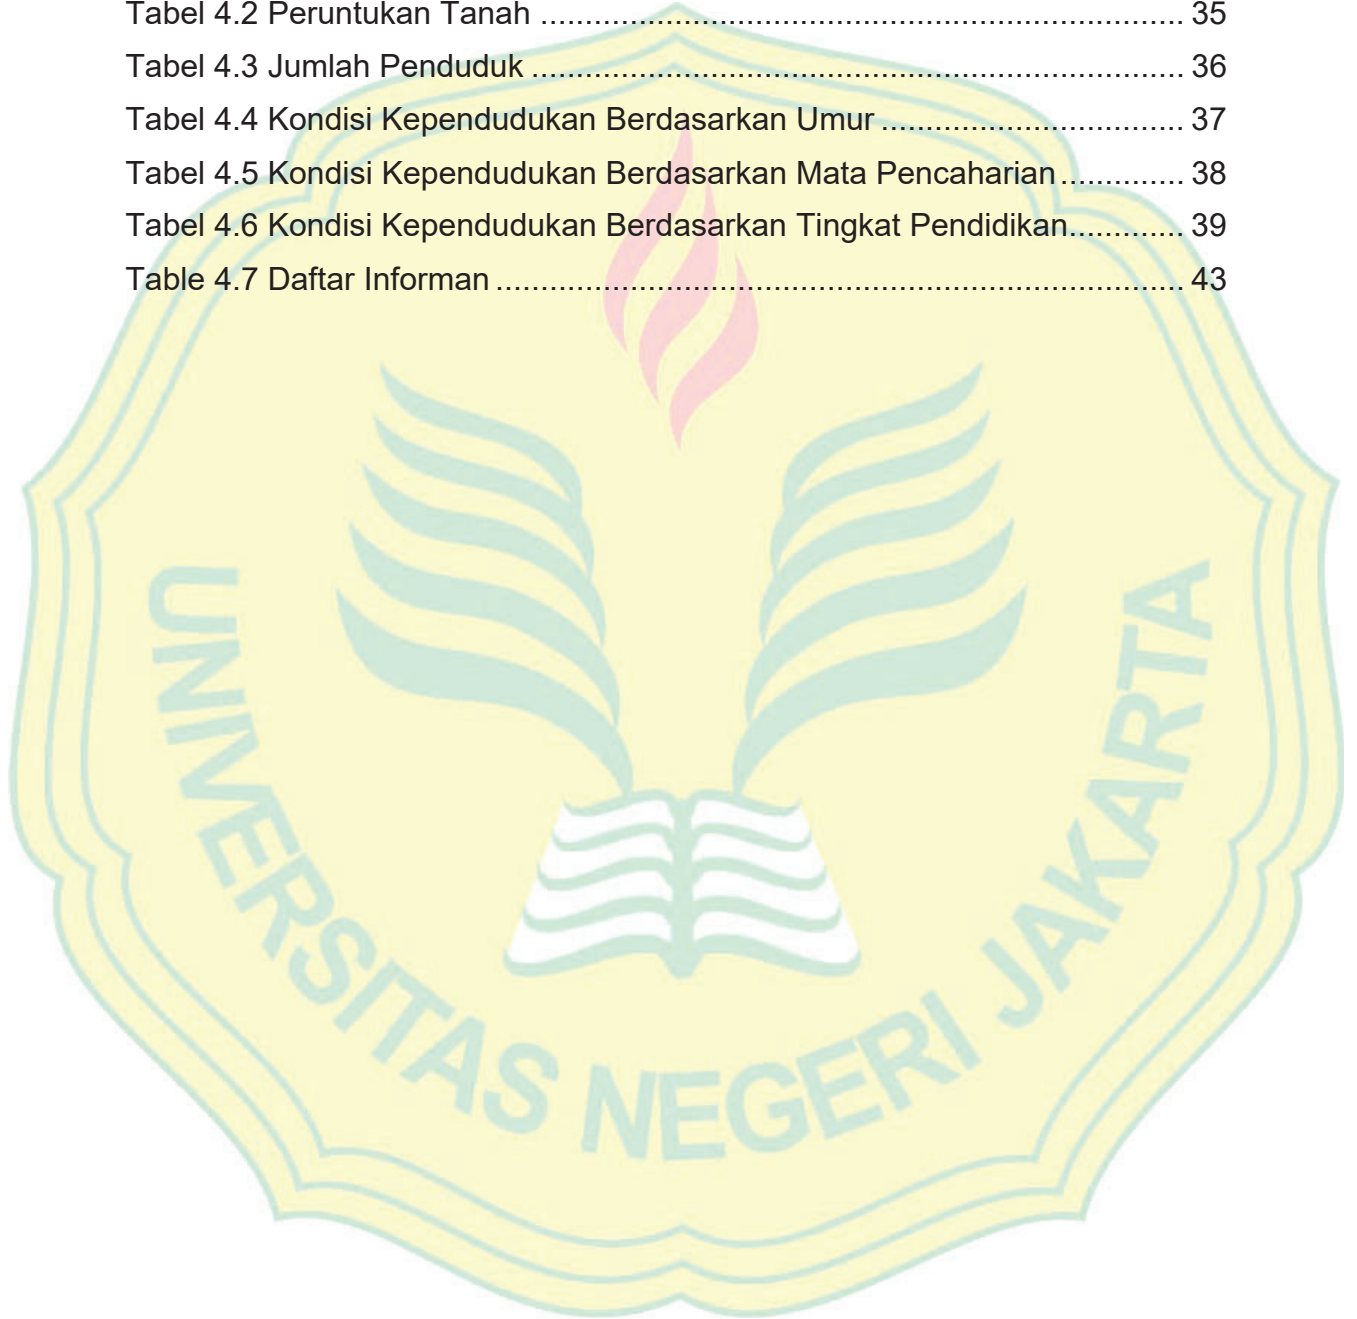 Tabel 4.2 Peruntukan Tanah ........................................................................ 35
Tabel 4.3 Jumlah Penduduk ......................................................................... 36
Tabel 4.4 Kondisi Kependudukan Berdasarkan Umur .................................. 37
Tabel 4.5 Kondisi Kependudukan Berdasarkan Mata Pencaharian .............. 38
Tabel 4.6 Kondisi Kependudukan Berdasarkan Tingkat Pendidikan ............. 39
Table 4.7 Daftar Informan ............................................................................. 43
UNIVERSITAS NEGERI JAKARTA